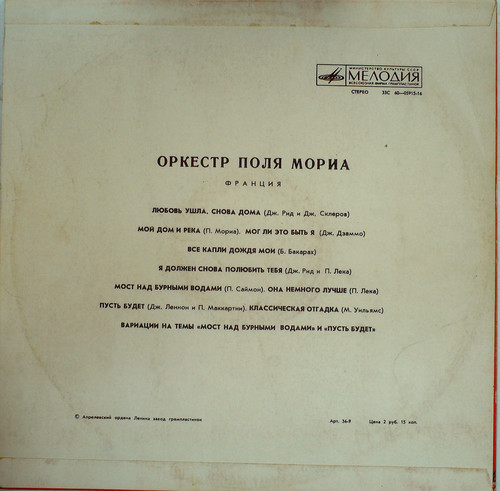 МИНИСТЕРСТВО КУЛЬТУРЫ СССР
МЕЛОДИЯ
ВСЕСОЮЗНАЯ ФИРМА ГРАМПЛАСТИНОК
СТЕРЕО 33С 60—05915-16
ОРКЕСТР ПОЛЯ МОРИА
ФРАНЦИЯ
ЛЮБОВЬ УШЛА, СНОВА ДОМА (Дж. Рид и Дж. Скляров)
МОЙ ДОМ И РЕКА (П. Мориа). МОГ ЛИ ЭТО БЫТЬ Я (Дж. Дэаммо)
ВСЕ КАПЛИ ДОЖДЯ МОИ (Б. Бакарах)
Я ДОЛЖЕН СНОВА ПОЛЮБИТЬ ТЕБЯ (Дж. Рид и П. Лека)
МОСТ НАД БУРНЫМИ ВОДАМИ (П. Саймон). ОНА НЕМНОГО ЛУЧШЕ (П. Лека)
ПУСТЬ БУДЕТ (Дж. Леннон и П. Маккартни). КЛАССИЧЕСКАЯ ОТГАДКА (М. Уильямс)
ВАРИАЦИИ НА ТЕМЫ «МОСТ НАД БУРНЫМИ ВОДАМИ» И «ПУСТЬ БУДЕТ»
© Апрелевский ордена Ленина завод грампластинок Арт. 36-9 Цена 2 руб. 15 коп.